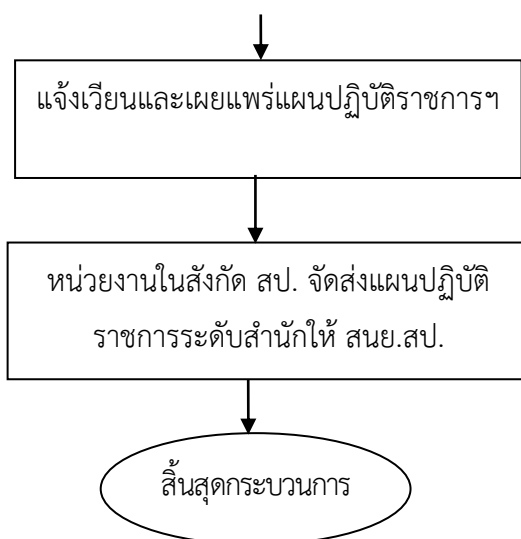 แจ้งเวียนและเผยแพร่แผนปฏิบัติราชการฯ
หน่วยงานในสังกัด สป. จัดส่งแผนปฏิบัติ
ราชการระดับสำนักให้ สนย.สป.
สิ้นสุดกระบวนการ